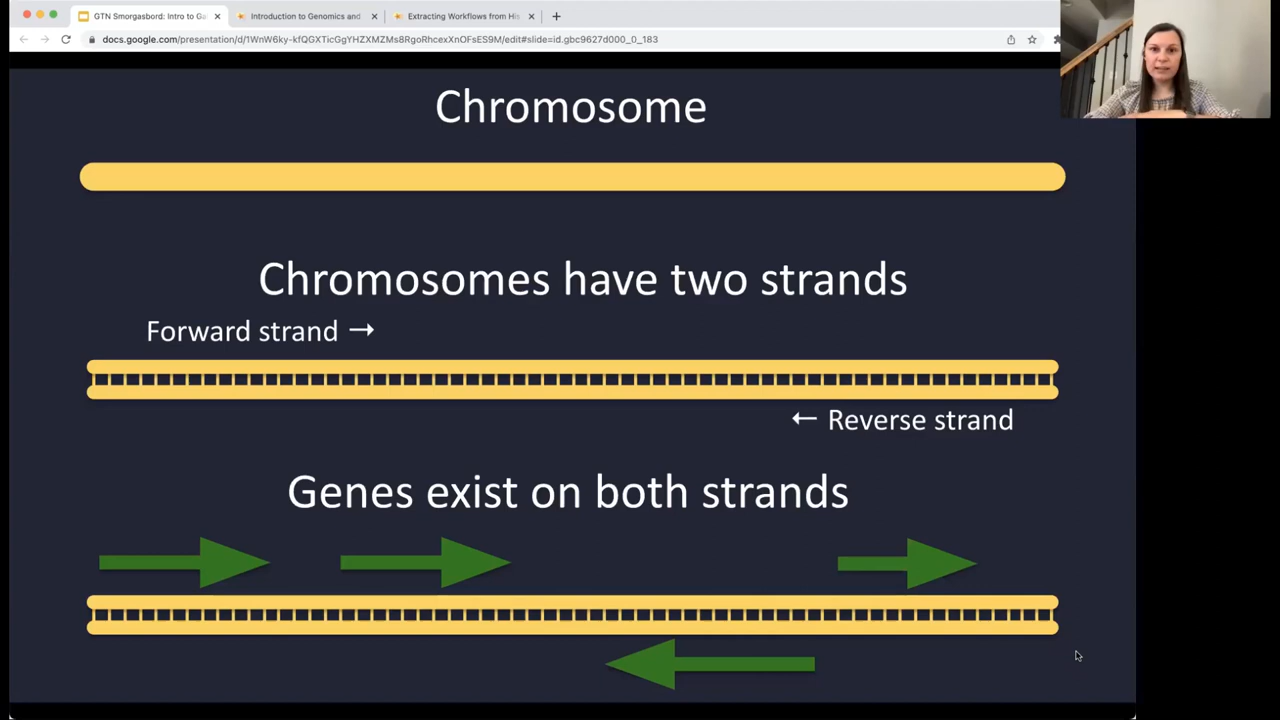 GTN Smorgasbord: Intro to Ga
Introduction to Genomics and
Extracting Workflows from His
docs.google.com/presentation/d/1WnW6ky-kfQGXTicGgYHZXMZMs8RgoRhcexXnOFsES9M/edit#slide=id.gbc9627d000_0_183
Chromosome
Chromosomes have two strands
Forward strand →
← Reverse strand
Genes exist on both strands